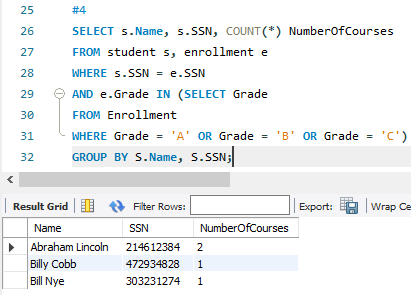 25 #4
26 SELECT s.Name, s.SSN, COUNT(*) NumberOfCourses
27 FROM student s, enrollment e
28 WHERE s.SSN = e.SSN
29 AND e.Grade IN (SELECT Grade
30 FROM Enrollment
31 WHERE Grade = 'A' OR Grade = 'B' OR Grade = 'C')
32 GROUP BY S.Name, S.SSN;
Result Grid Filter Rows: Export: Wrap Ce
Name SSN NumberOfCourses
Abraham Lincoln 214612384 2
Billy Cobb 472934828 1
Bill Nye 303231274 1